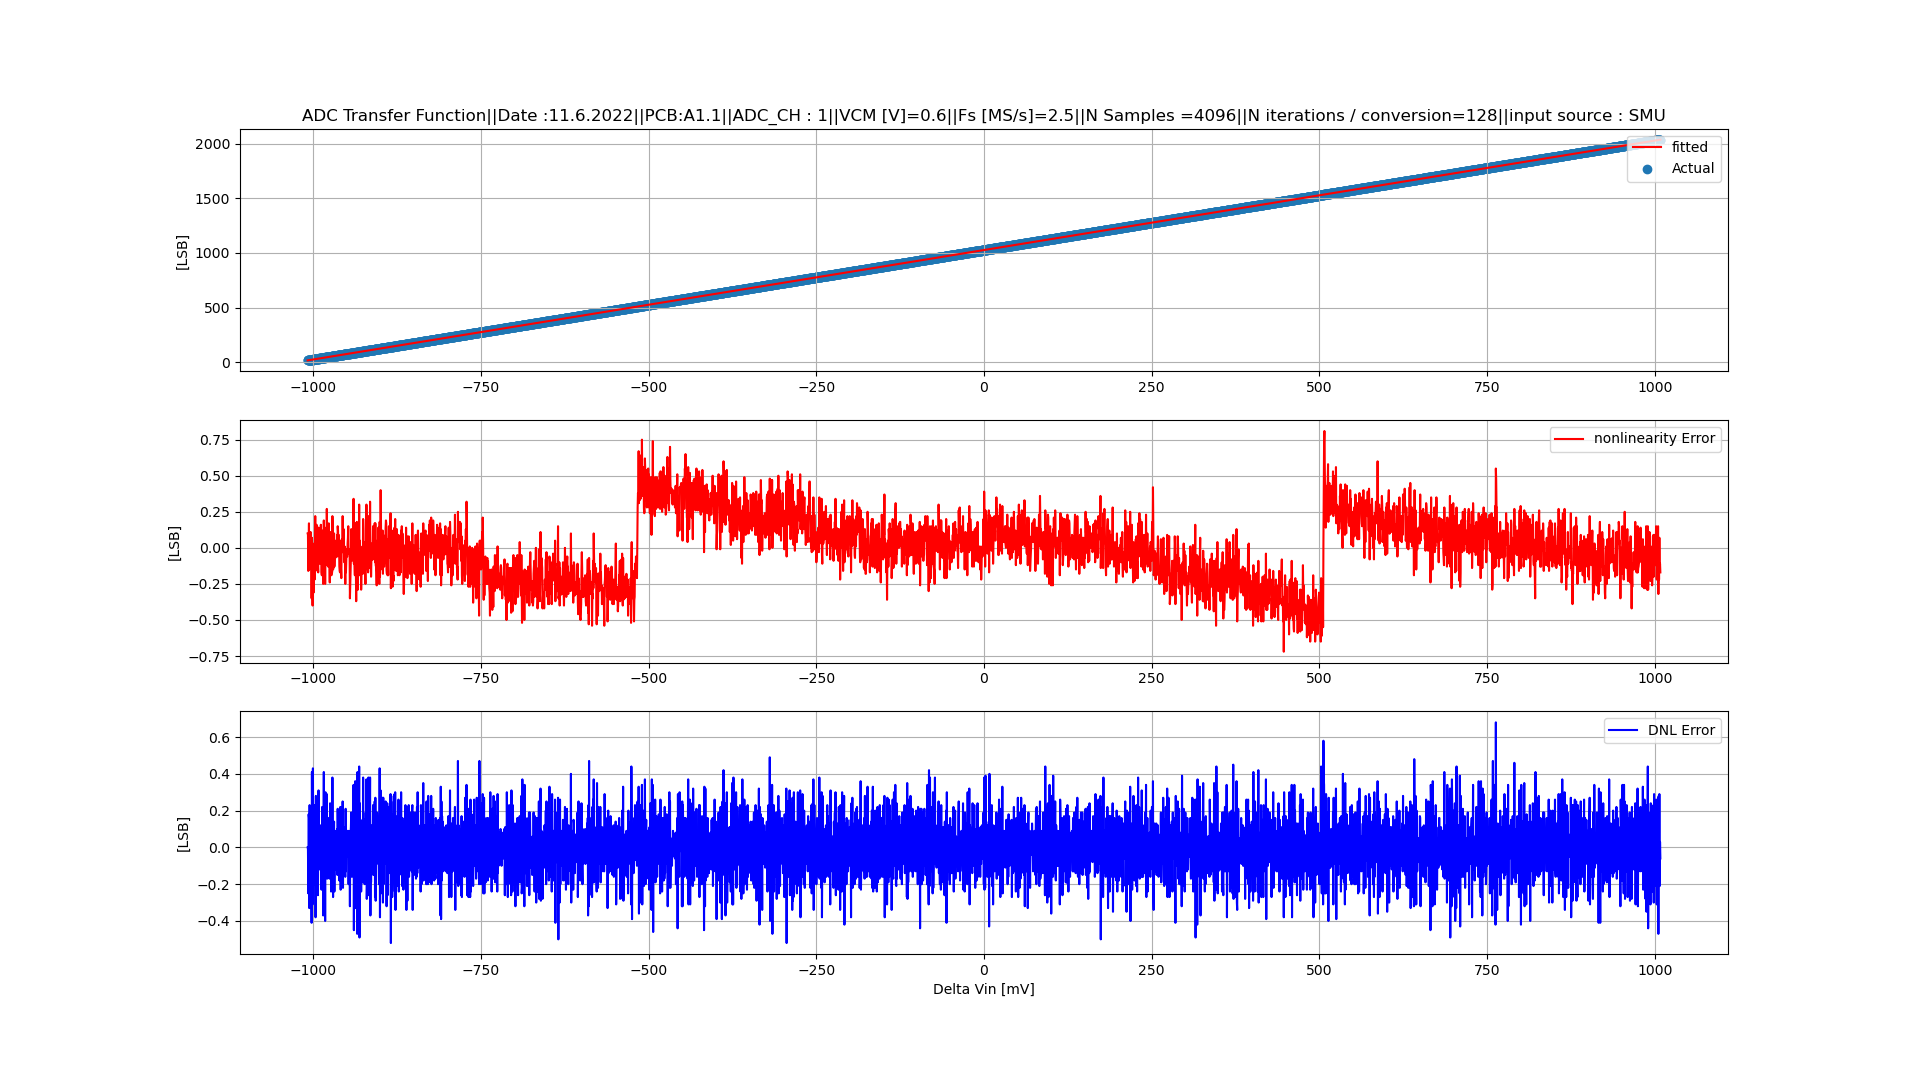 ADC Transfer Function||Date :11.6.2022||PCB:A1.1||ADC_CH : 1||VCM [V]=0.6||Fs [MS/s]=2.5||N Samples =4096||N iterations / conversion=128||input source : SMU
2000
1500
1000
500
0
[LSB]
fitted
Actual
−1000 −750 −500 −250 0 250 500 750 1000
0.75
0.50
0.25
0.00
−0.25
−0.50
−0.75
[LSB]
nonlinearity Error
−1000 −750 −500 −250 0 250 500 750 1000
0.6
0.4
0.2
0.0
−0.2
−0.4
[LSB]
DNL Error
−1000 −750 −500 −250 0 250 500 750 1000
Delta Vin [mV]